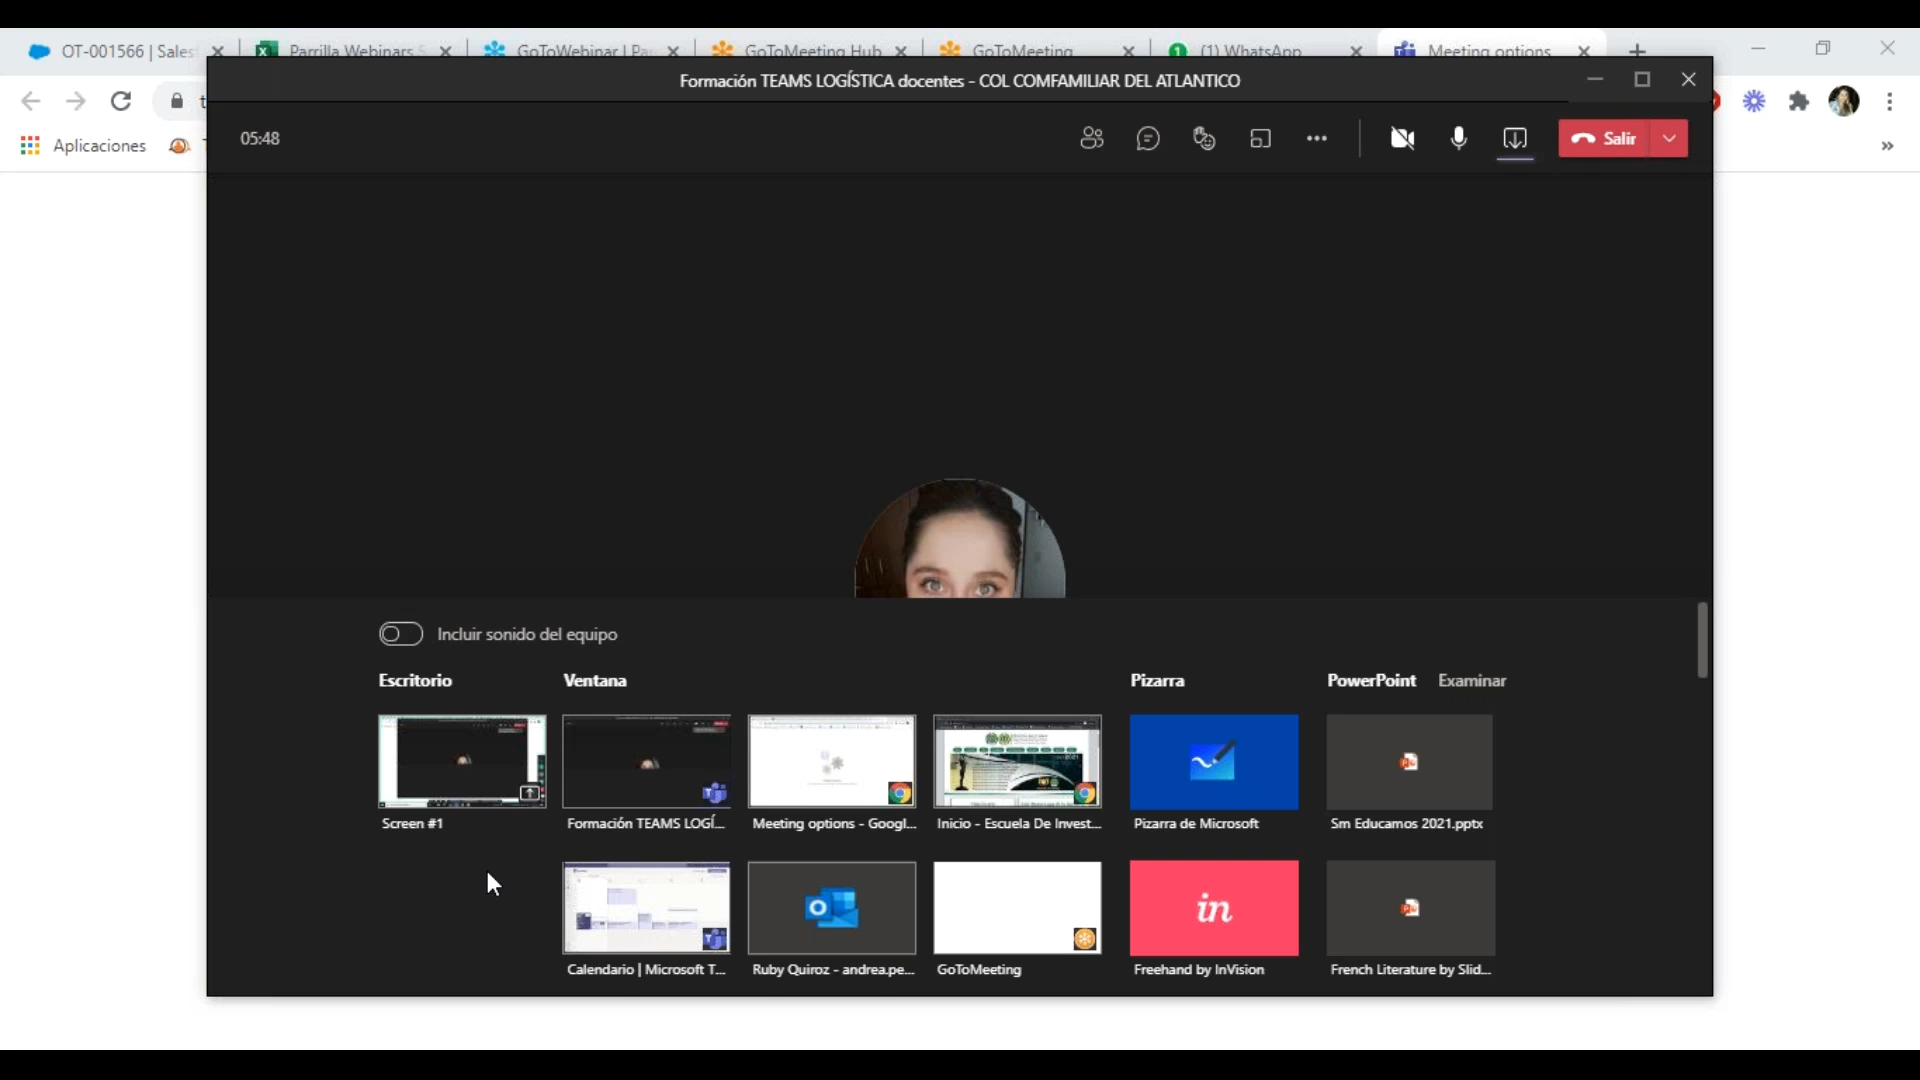 OT-001566 | Sales
Parrilla Webinars S
GoToWebinar | Pa
GoToMeeting Hub
GoToMeeting
(1) WhatsApp
Meeting options
Formación TEAMS LOGÍSTICA docentes - COL COMFAMILIAR DEL ATLANTICO
Aplicaciones
05:48
Salir
Incluir sonido del equipo
Escritorio
Ventana
Pizarra
PowerPoint
Examinar
Screen #1
Formación TEAMS LOGÍ...
Meeting options - Googl...
Inicio - Escuela De Invest...
Pizarra de Microsoft
Sm Educamos 2021.pptx
in
Calendario | Microsoft T...
Ruby Quiroz - andrea.pe...
GoToMeeting
Freehand by InVision
French Literature by Slid...